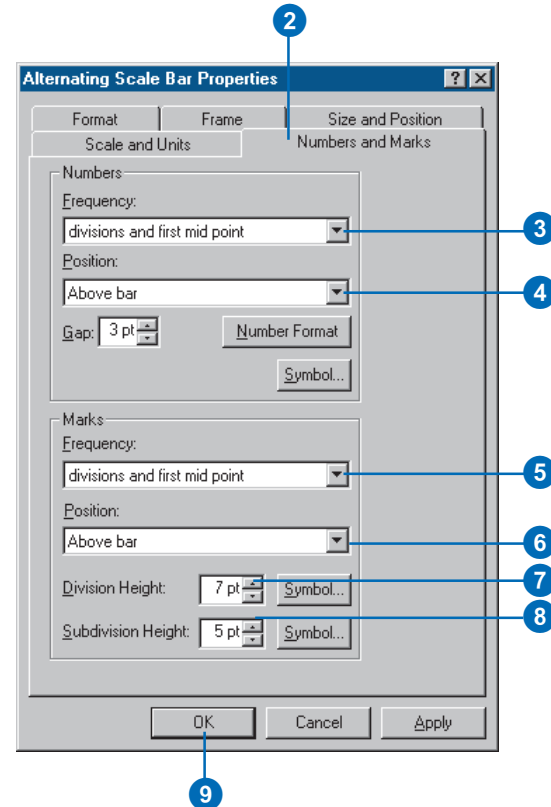 2
Alternating Scale Bar Properties ? ×
Format Frame Size and Position
Scale and Units Numbers and Marks
Numbers
Frequency:
divisions and first mid point 3
Position:
Above bar 4
Gap: 3 pt Number Format
Symbol...
Marks
Frequency:
divisions and first mid point 5
Position:
Above bar 6
Division Height: 7 pt Symbol... 7
Subdivision Height: 5 pt Symbol... 8
OK Cancel Apply
9